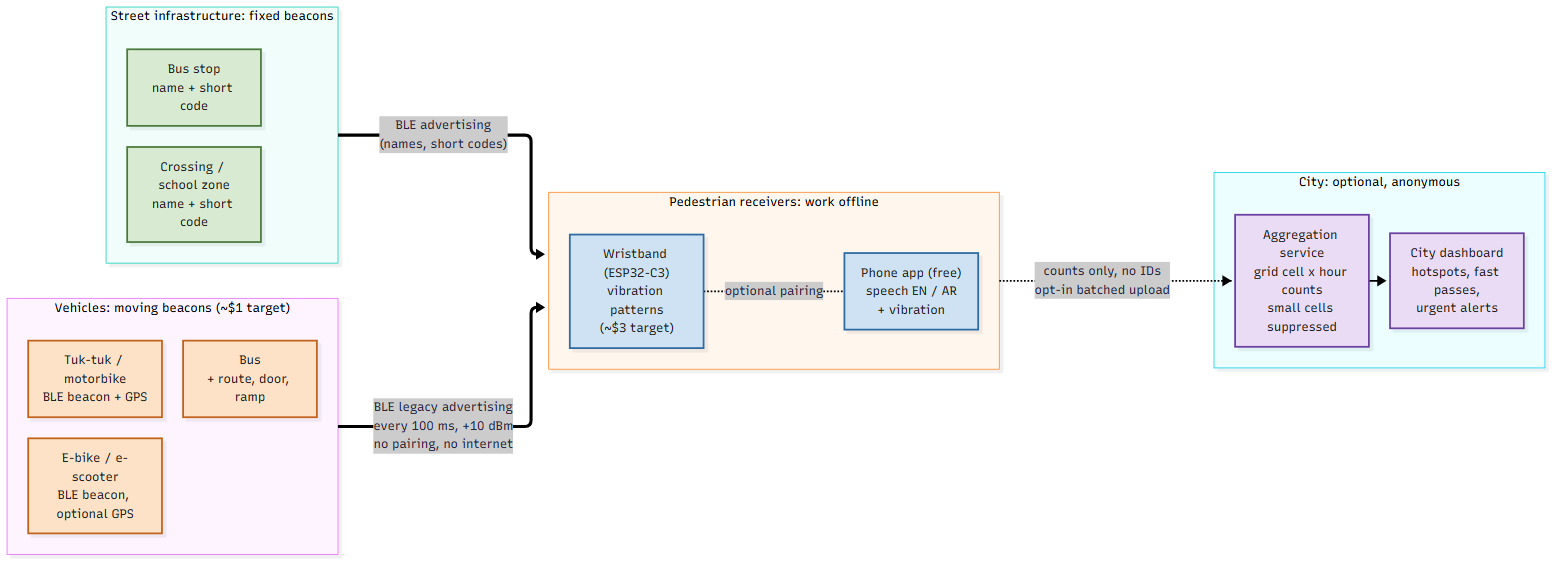 Street infrastructure: fixed beacons
Bus stop
name + short
code
Crossing /
school zone
name + short
code
BLE advertising
(names, short codes)
Vehicles: moving beacons (~$1 target)
Tuk-tuk /
motorbike
BLE beacon + GPS
Bus
+ route, door,
ramp
E-bike / e-
scooter
BLE beacon,
optional GPS
BLE legacy advertising
every 100 ms, +10 dBm
no pairing, no internet
Pedestrian receivers: work offline
Wristband
(ESP32-C3)
vibration
patterns
(~$3 target)
optional pairing
Phone app (free)
speech EN / AR
+ vibration
counts only, no IDs
opt-in batched upload
City: optional, anonymous
Aggregation
service
grid cell x hour
counts
small cells
suppressed
City dashboard
hotspots, fast
passes,
urgent alerts